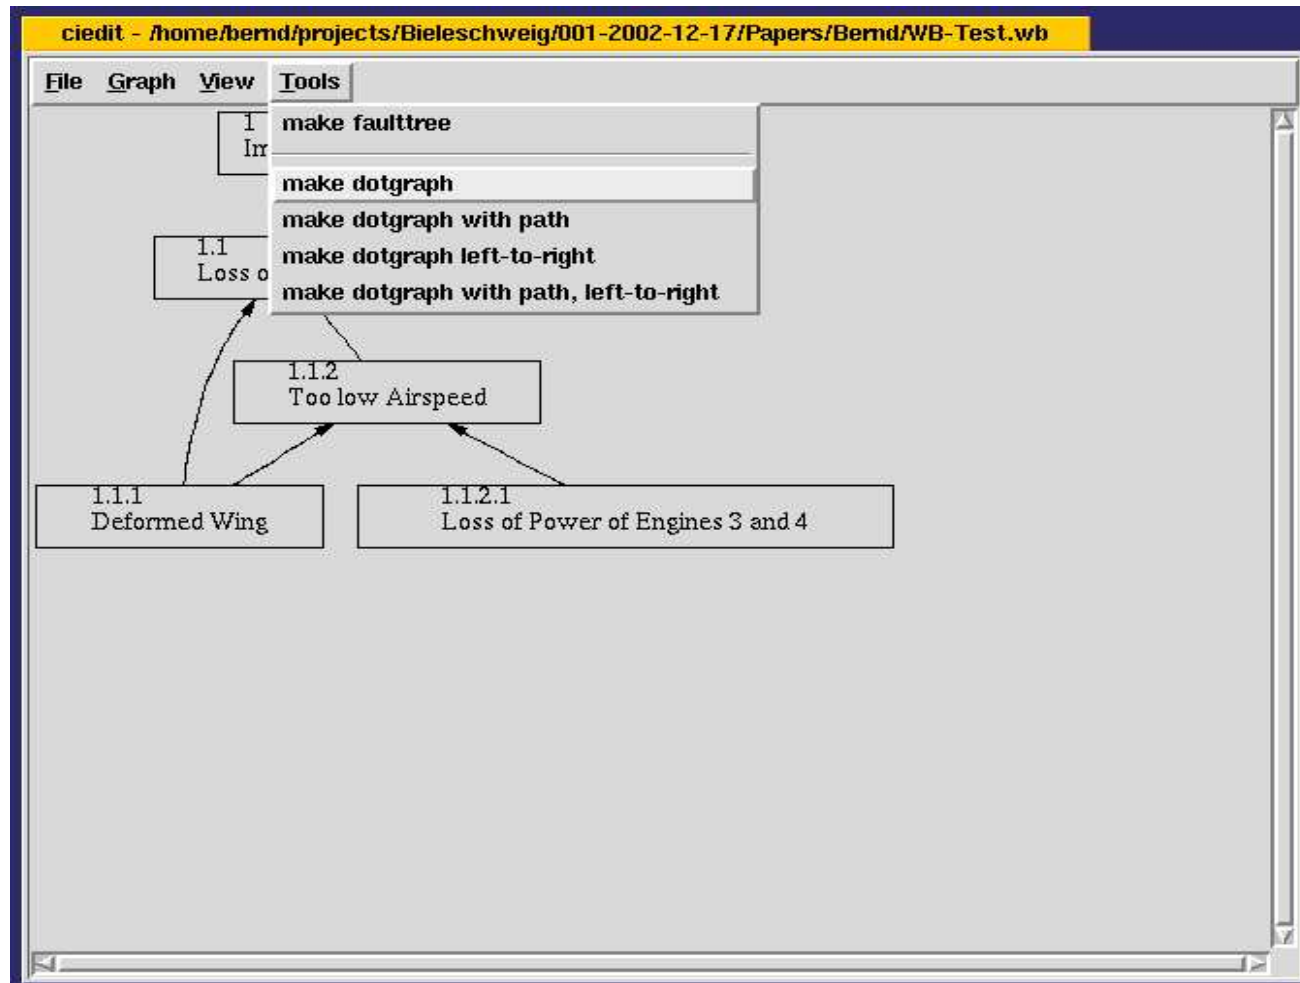 ciedit - /home/bernd/projects/Bieleschweig/001-2002-12-17/Papers/Bernd/WB-Test.wb
File Graph View Tools
make faulttree
make dotgraph
make dotgraph with path
make dotgraph left-to-right
make dotgraph with path, left-to-right
1
1.1
Loss
1.1.2
Too low Airspeed
1.1.1
Deformed Wing
1.1.2.1
Loss of Power of Engines 3 and 4